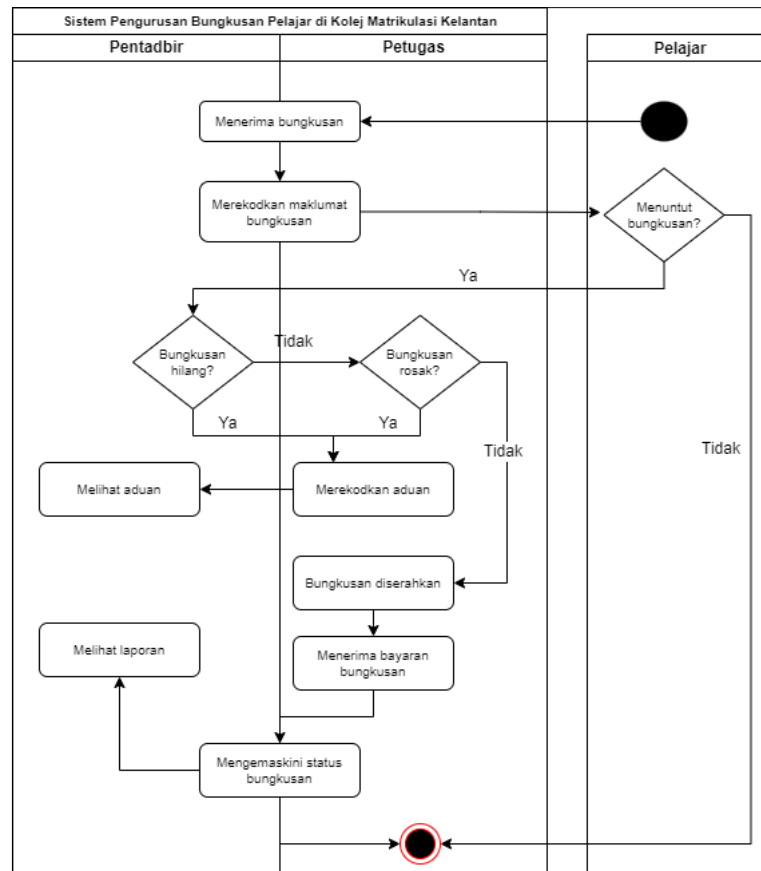 Sistem Pengurusan Bungkusan Pelajar di Kolej Matrikulasi Kelantan
Pentadbir
Petugas
Pelajar
Menerima bungkusan
Merekodkan maklumat
bungkusan
Menuntut
bungkusan?
Ya
Bungkusan
hilang?
Tidak
Bungkusan
rosak?
Ya
Ya
Tidak
Tidak
Melihat aduan
Merekodkan aduan
Bungkusan diserahkan
Melihat laporan
Menerima bayaran
bungkusan
Mengemaskini status
bungkusan